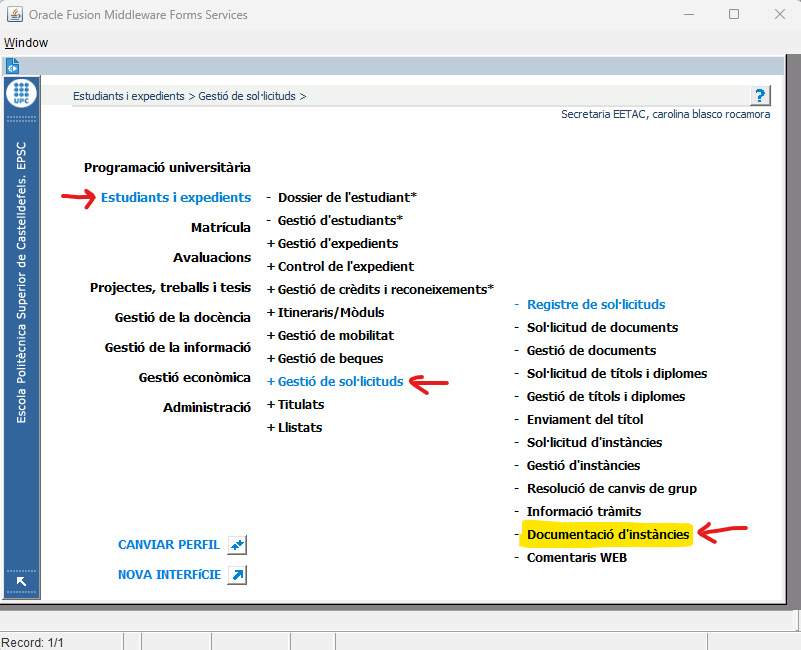 Oracle Fusion Middleware Forms Services
Window
UPC
Escola Politècnica Superior de Castelldefels. EPSC
Estudiants i expedients > Gestió de sol·licituds >
?
Secretaria EETAC, carolina blasco rocamora
Programació universitària
Estudiants i expedients
Matrícula
Avaluacions
Projectes, treballs i tesis
Gestió de la docència
Gestió de la informació
Gestió econòmica
Administració
- Dossier de l'estudiant*
- Gestió d'estudiants*
+ Gestió d'expedients
+ Control de l'expedient
+ Gestió de crèdits i reconeixements*
+ Itineraris/Mòduls
+ Gestió de mobilitat
+ Gestió de beques
+ Gestió de sol·licituds
+ Titulats
+ Llistats
- Registre de sol·licituds
- Sol·licitud de documents
- Gestió de documents
- Sol·licitud de títols i diplomes
- Gestió de títols i diplomes
- Enviament del títol
- Sol·licitud d'instàncies
- Gestió d'instàncies
- Resolució de canvis de grup
- Informació tràmits
- Documentació d'instàncies
- Comentaris WEB
CANVIAR PERFIL
NOVA INTERFíCIE
Record: 1/1